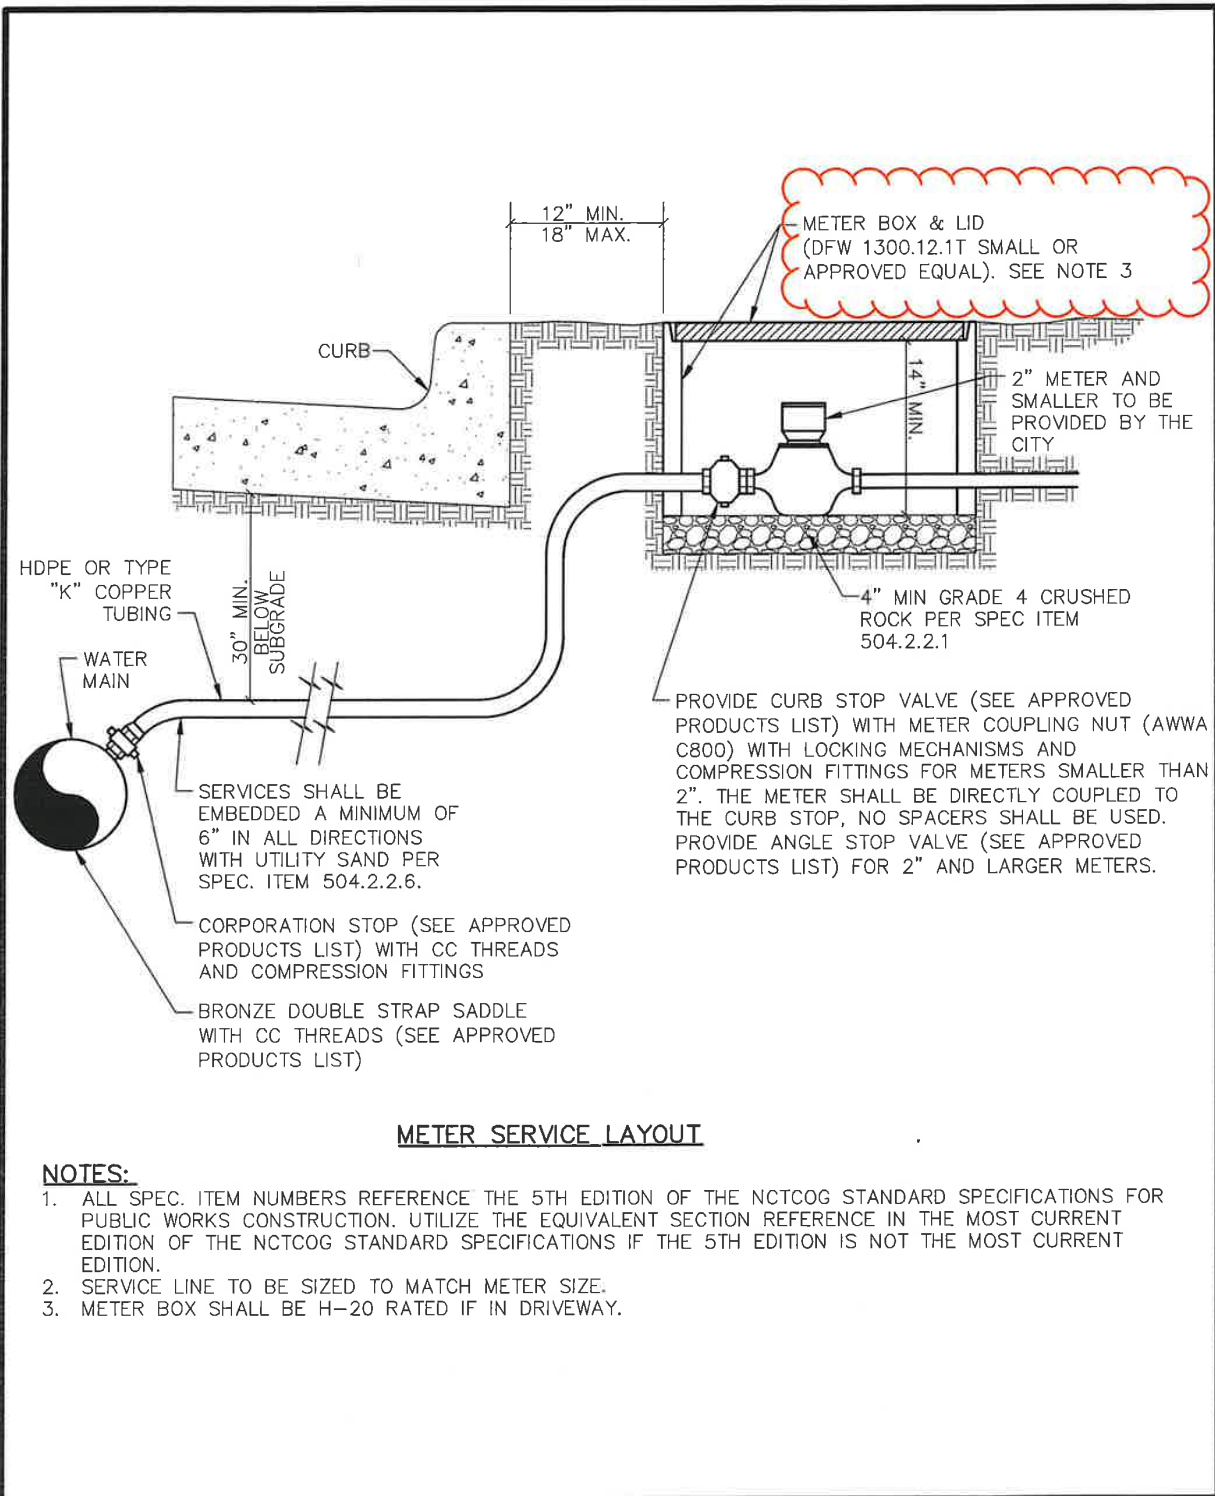 12" MIN.
18" MAX.
METER BOX & LID
(DFW 1300.12.1T SMALL OR
APPROVED EQUAL). SEE NOTE 3
CURB
14" MIN.
2" METER AND
SMALLER TO BE
PROVIDED BY THE
CITY
HDPE OR TYPE
"K" COPPER
TUBING
30" MIN.
BELOW
SUBGRADE
4" MIN GRADE 4 CRUSHED
ROCK PER SPEC ITEM
504.2.2.1
WATER
MAIN
PROVIDE CURB STOP VALVE (SEE APPROVED
PRODUCTS LIST) WITH METER COUPLING NUT (AWWA
C800) WITH LOCKING MECHANISMS AND
COMPRESSION FITTINGS FOR METERS SMALLER THAN
2". THE METER SHALL BE DIRECTLY COUPLED TO
THE CURB STOP, NO SPACERS SHALL BE USED.
PROVIDE ANGLE STOP VALVE (SEE APPROVED
PRODUCTS LIST) FOR 2" AND LARGER METERS.
SERVICES SHALL BE
EMBEDDED A MINIMUM OF
6" IN ALL DIRECTIONS
WITH UTILITY SAND PER
SPEC. ITEM 504.2.2.6.
CORPORATION STOP (SEE APPROVED
PRODUCTS LIST) WITH CC THREADS
AND COMPRESSION FITTINGS
BRONZE DOUBLE STRAP SADDLE
WITH CC THREADS (SEE APPROVED
PRODUCTS LIST)
METER SERVICE LAYOUT
NOTES:
1. ALL SPEC. ITEM NUMBERS REFERENCE THE 5TH EDITION OF THE NCTCOG STANDARD SPECIFICATIONS FOR
PUBLIC WORKS CONSTRUCTION. UTILIZE THE EQUIVALENT SECTION REFERENCE IN THE MOST CURRENT
EDITION OF THE NCTCOG STANDARD SPECIFICATIONS IF THE 5TH EDITION IS NOT THE MOST CURRENT
EDITION.
2. SERVICE LINE TO BE SIZED TO MATCH METER SIZE.
3. METER BOX SHALL BE H-20 RATED IF IN DRIVEWAY.